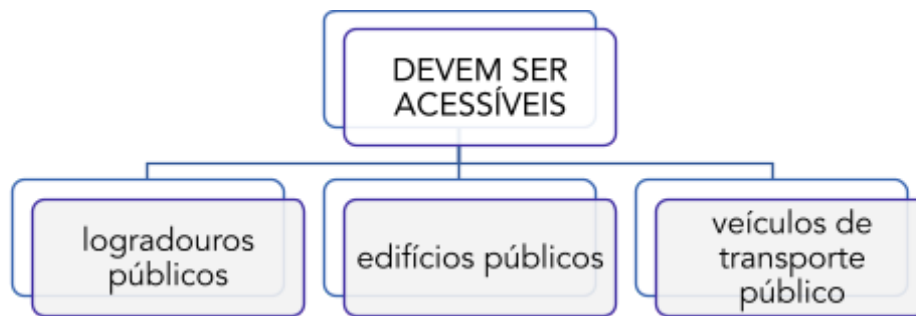 DEVEM SER
ACESSÍVEIS
logradouros
públicos
edifícios públicos
veículos de
transporte
público